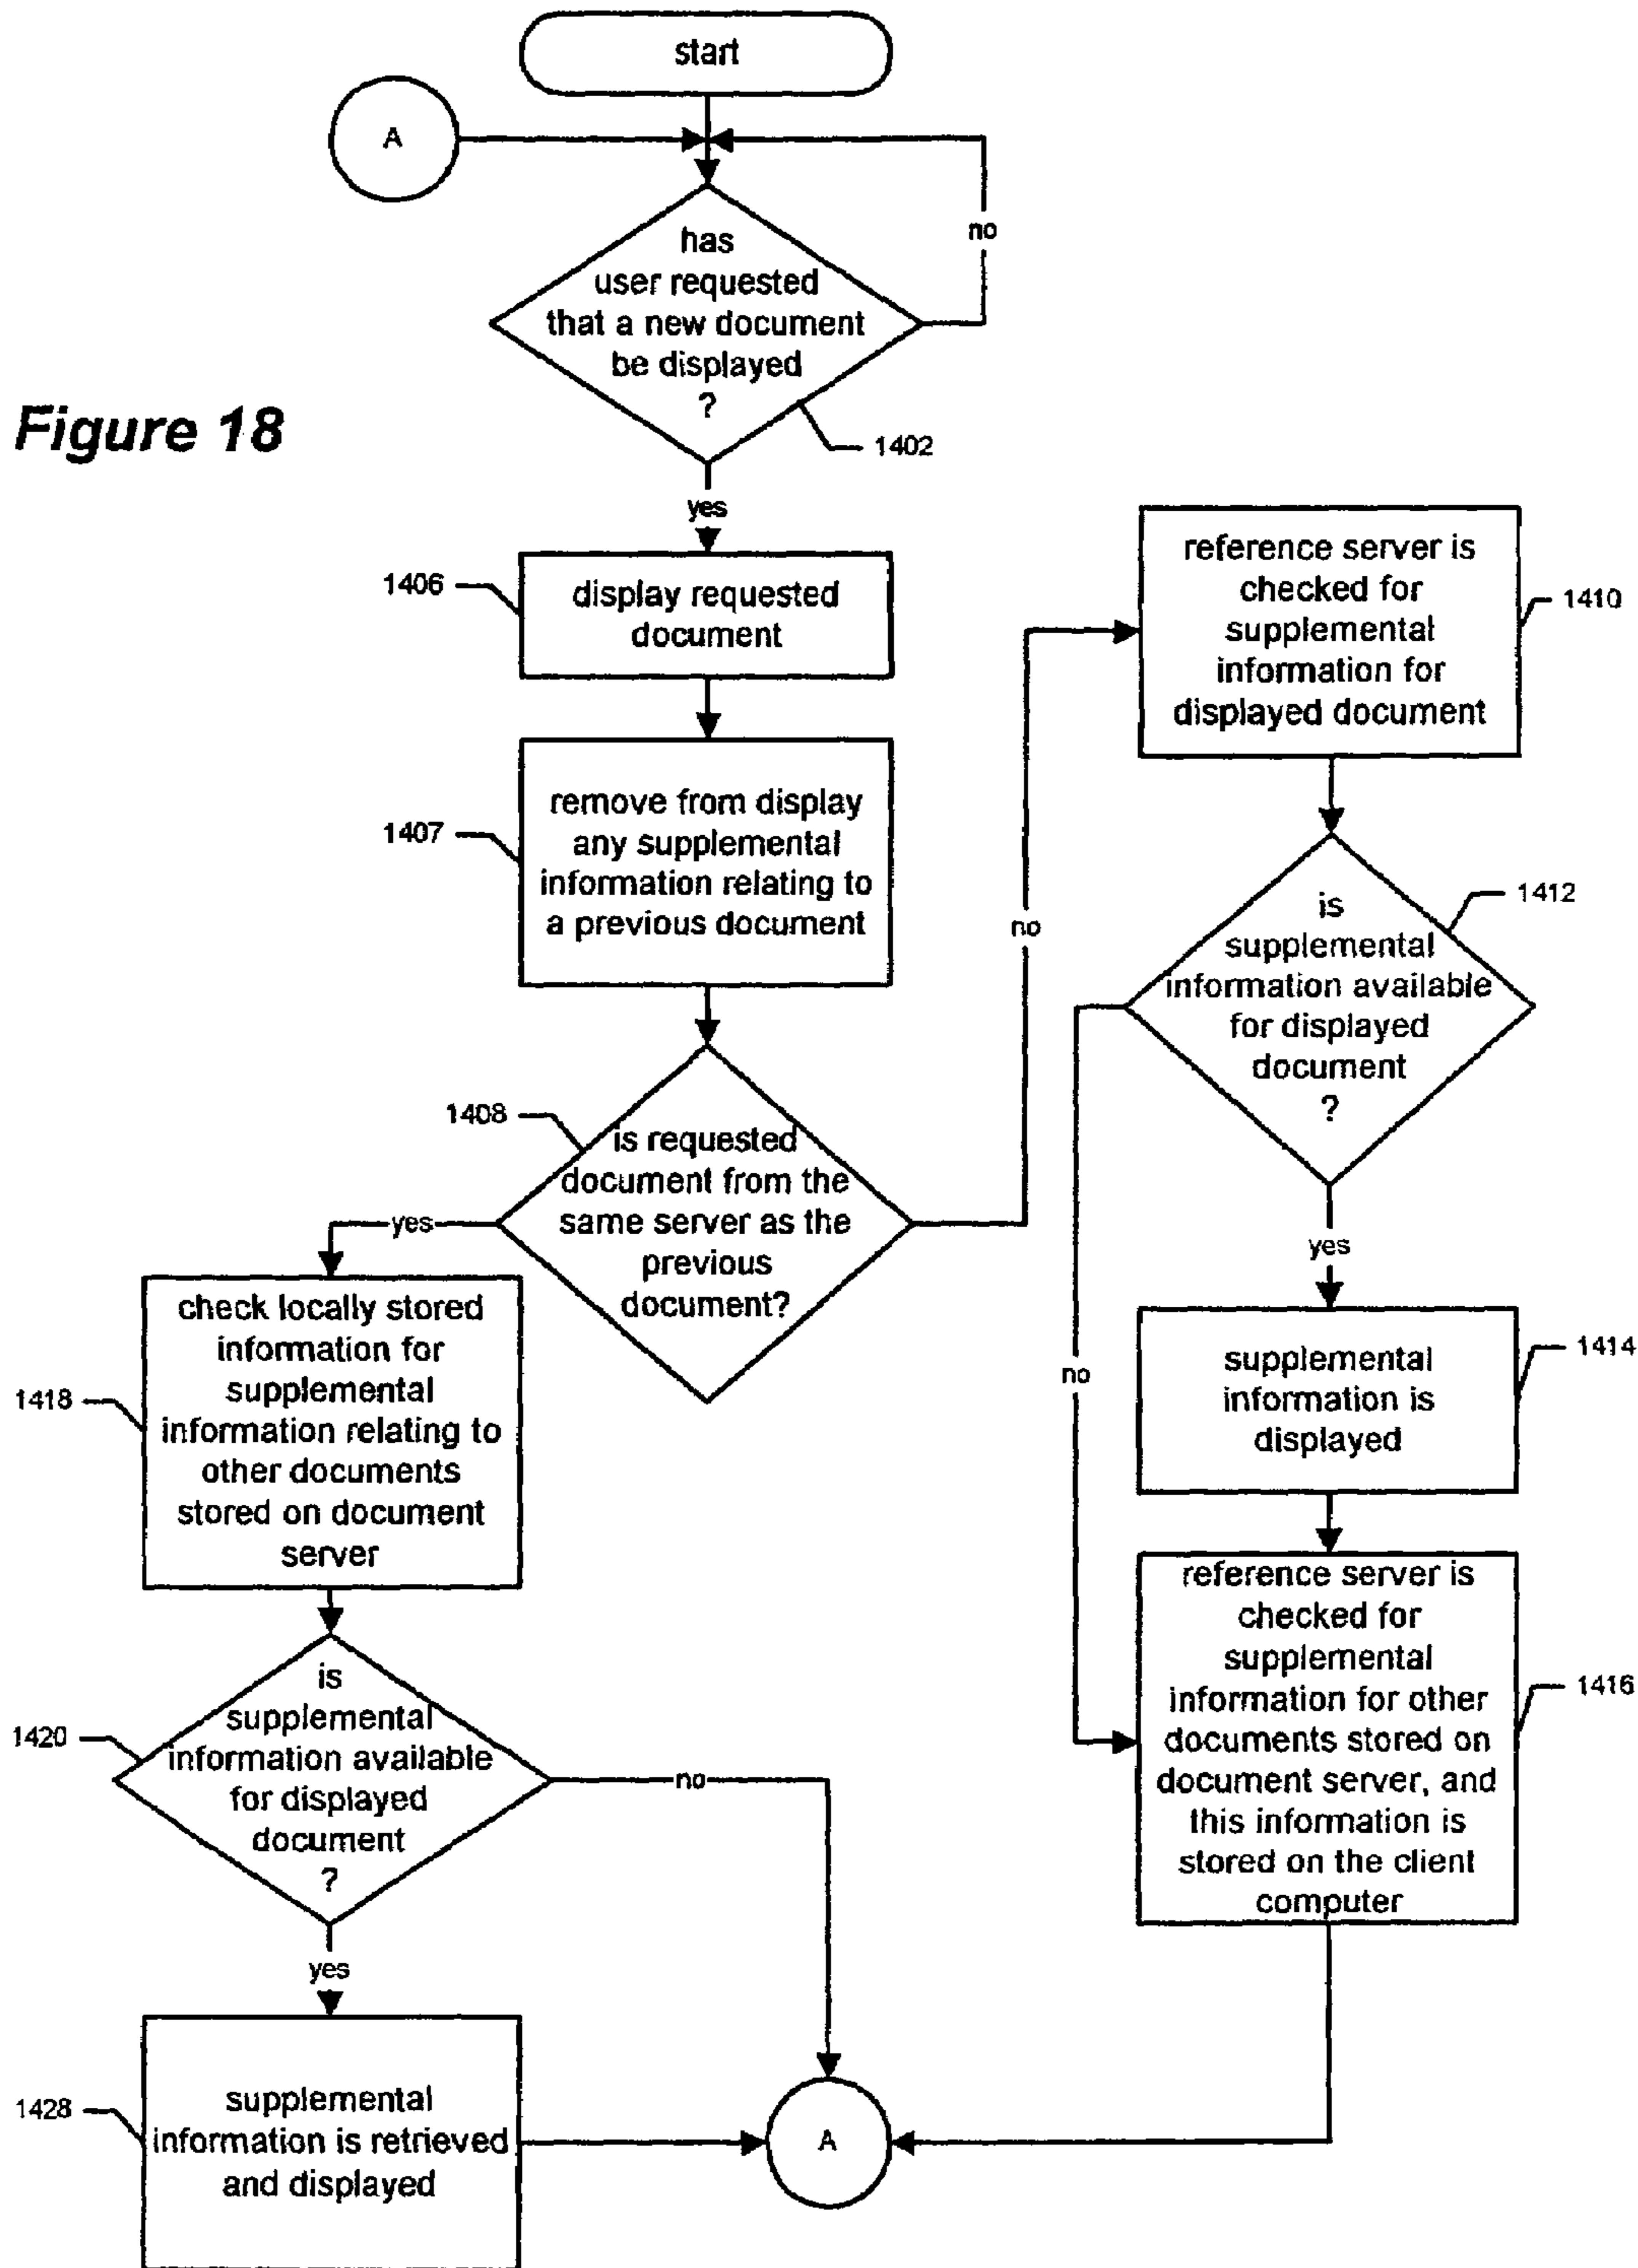 start
A
has
user requested
that a new document
be displayed
?
no
1402
Figure 18
yes
1406
display requested
document
1407
remove from display
any supplemental
information relating to
a previous document
1408
is requested
document from the
same server as the
previous
document?
yes
no
1418
check locally stored
information for
supplemental
information relating to
other documents
stored on document
server
1420
is
supplemental
information available
for displayed
document
?
no
yes
1428
supplemental
information is retrieved
and displayed
A
reference server is
checked for
supplemental
information for
displayed document
1410
is
supplemental
information available
for displayed
document
?
1412
no
yes
supplemental
information is
displayed
1414
reference server is
checked for
supplemental
information for other
documents stored on
document server, and
this information is
stored on the client
computer
1416